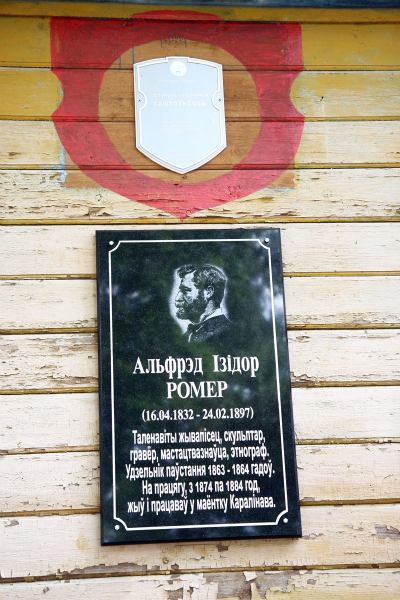 Альфрэд Ізідор
РОМЕР
(16.04.1832 - 24.02.1897)
Таленавіты жывапісец, скульптар,
гравёр, мастацтвазнаўца, этнограф.
Удзельнік паўстання 1863 - 1864 гадоў.
На працягу, з 1874 па 1884 год,
жыў і працаваў у маёнтку Каралінава.